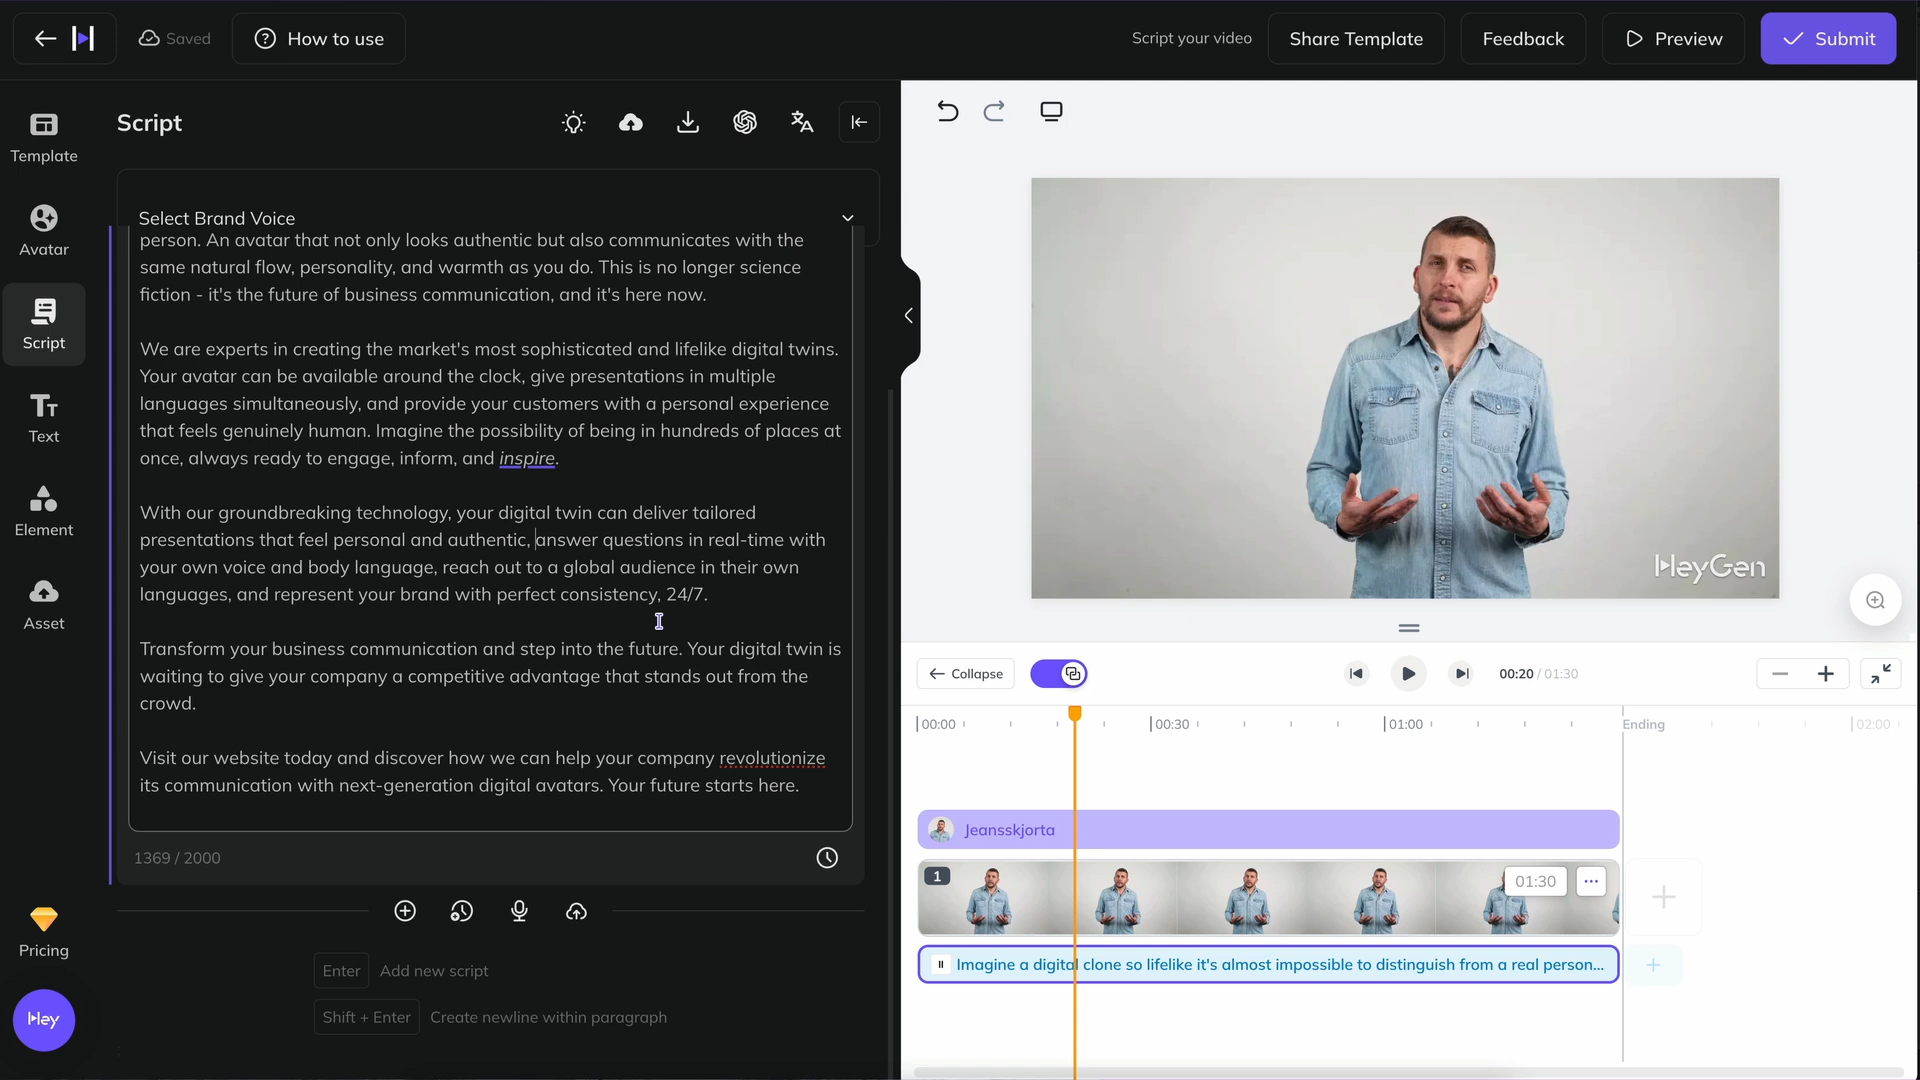 Saved
How to use
Script your video
Share Template
Feedback
Preview
Submit
Template
Avatar
Script
Text
Element
Asset
Pricing
Hey
Script
Select Brand Voice
person. An avatar that not only looks authentic but also communicates with the
same natural flow, personality, and warmth as you do. This is no longer science
fiction - it's the future of business communication, and it's here now.
We are experts in creating the market's most sophisticated and lifelike digital twins.
Your avatar can be available around the clock, give presentations in multiple
languages simultaneously, and provide your customers with a personal experience
that feels genuinely human. Imagine the possibility of being in hundreds of places at
once, always ready to engage, inform, and inspire.
With our groundbreaking technology, your digital twin can deliver tailored
presentations that feel personal and authentic, answer questions in real-time with
your own voice and body language, reach out to a global audience in their own
languages, and represent your brand with perfect consistency, 24/7.
Transform your business communication and step into the future. Your digital twin is
waiting to give your company a competitive advantage that stands out from the
crowd.
Visit our website today and discover how we can help your company revolutionize
its communication with next-generation digital avatars. Your future starts here.
1369 / 2000
Enter Add new script
Shift + Enter Create newline within paragraph
HeyGen
Collapse
00:20 / 01:30
00:00
00:30
01:00
Ending
02:00
Jeansskjorta
1
01:30
Imagine a digital clone so lifelike it's almost impossible to distinguish from a real person...